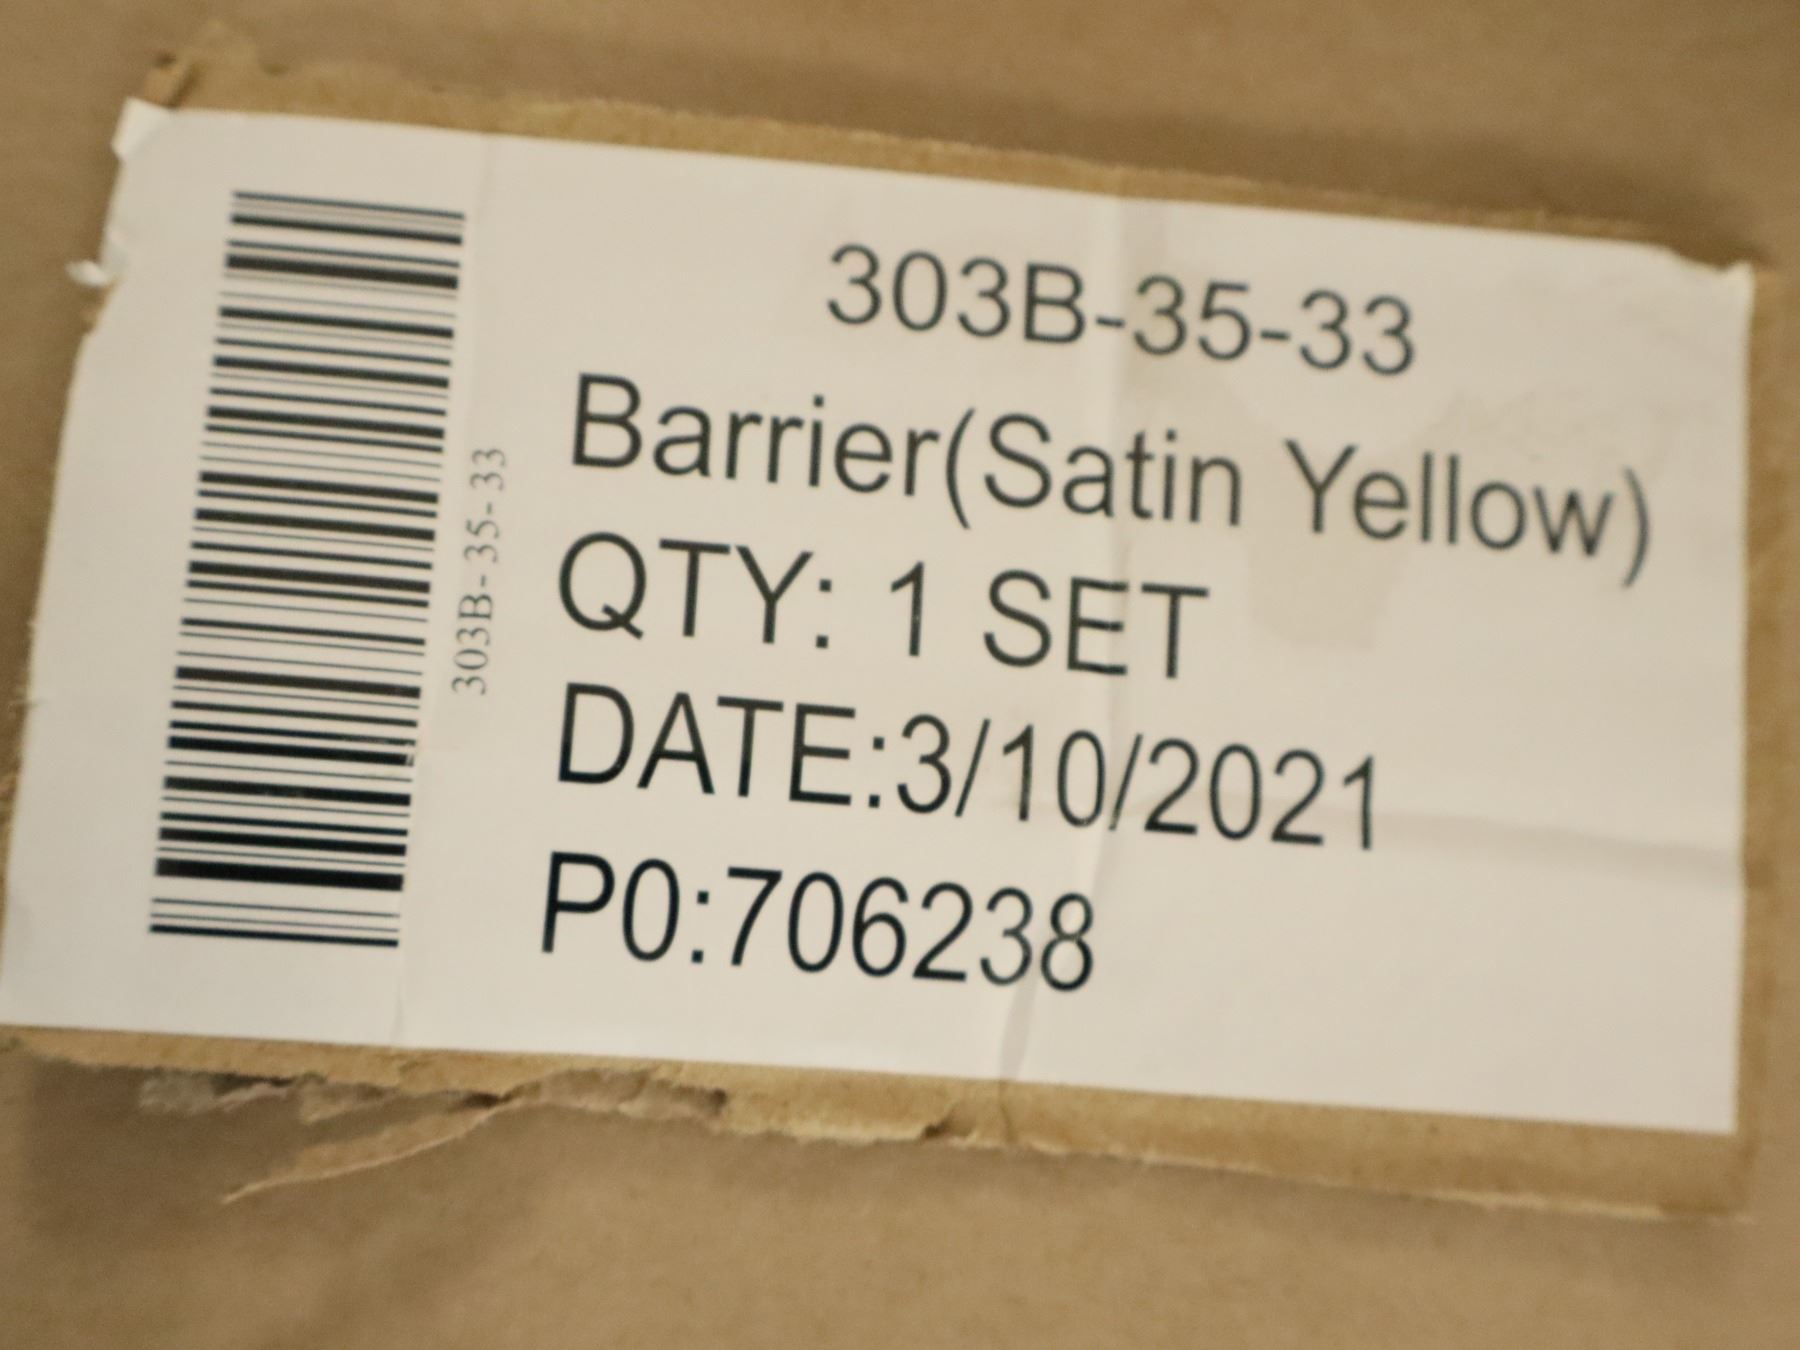 303B-35-33
303B-35-33
Barrier(Satin Yellow)
QTY: 1 SET
DATE:3/10/2021
P0:706238